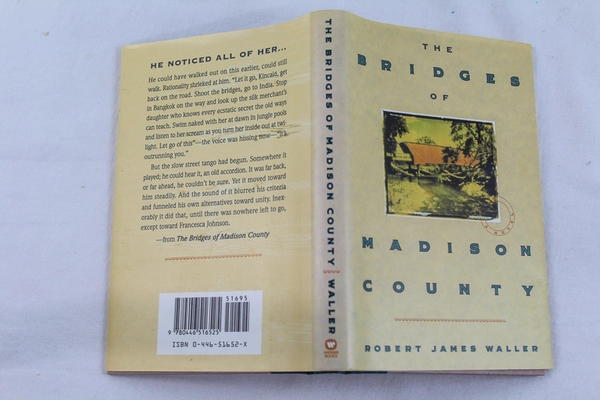 HE NOTICED ALL OF HER...
He could have walked out on this earlier, could still
walk. Rationality shrieked at him. "Let it go, Kincaid, get
back on the road. Shoot the bridges, go to India. Stop
in Bangkok on the way and look up the silk merchant's
daughter who knows every ecstatic secret the old ways
can teach. Swim naked with her at dawn in jungle pools
and listen to her scream as you turn her inside out at twi-
light. Let go of this"—the voice was hissing now—"it's
outrunning you."
But the slow street tango had begun. Somewhere it
played; he could hear it, an old accordion. It was far back,
or far ahead, he couldn't be sure. Yet it moved toward
him steadily. And the sound of it blurred his criteria
and funneled his own alternatives toward unity. Inex-
orably it did that, until there was nowhere left to go,
except toward Francesca Johnson.
—from The Bridges of Madison County
51695
9 780446 516525
ISBN 0-446-51652-X
THE BRIDGES OF MADISON COUNTY WALLER
WARNER
BOOKS
THE
BRIDGES
OF
A NOVEL
MADISON
COUNTY
ROBERT JAMES WALLER